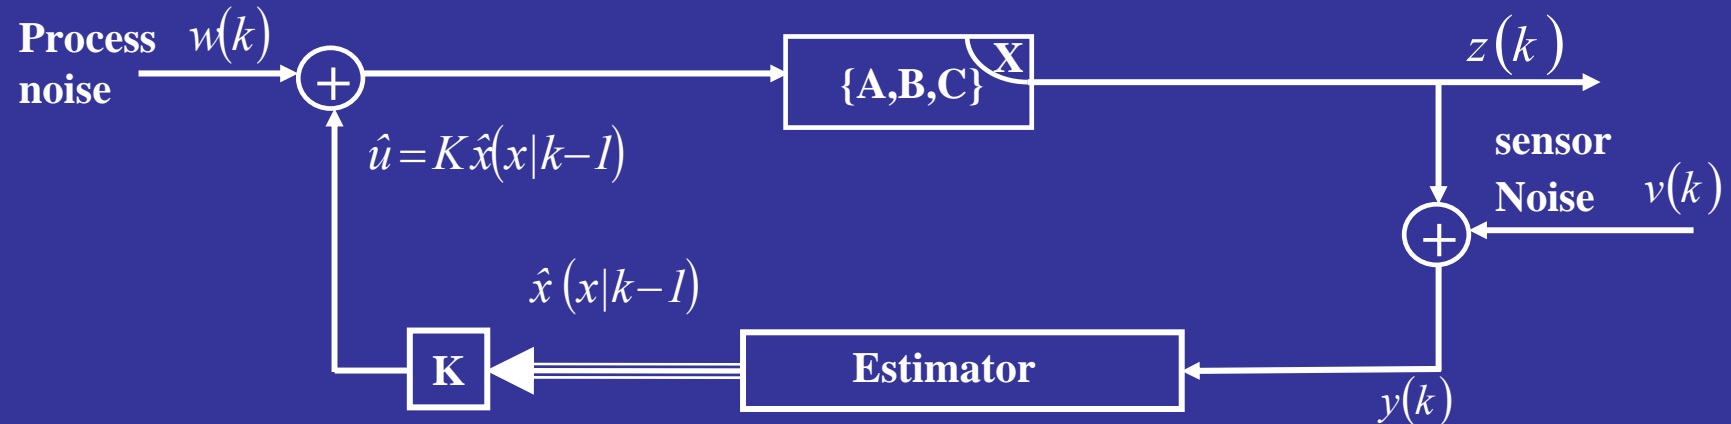 Process w(k)
noise
+
{A,B,C} X
z(k)
û=Kx̂(x|k−1)
sensor
Noise v(k)
+
x̂(x|k−1)
K
Estimator
y(k)